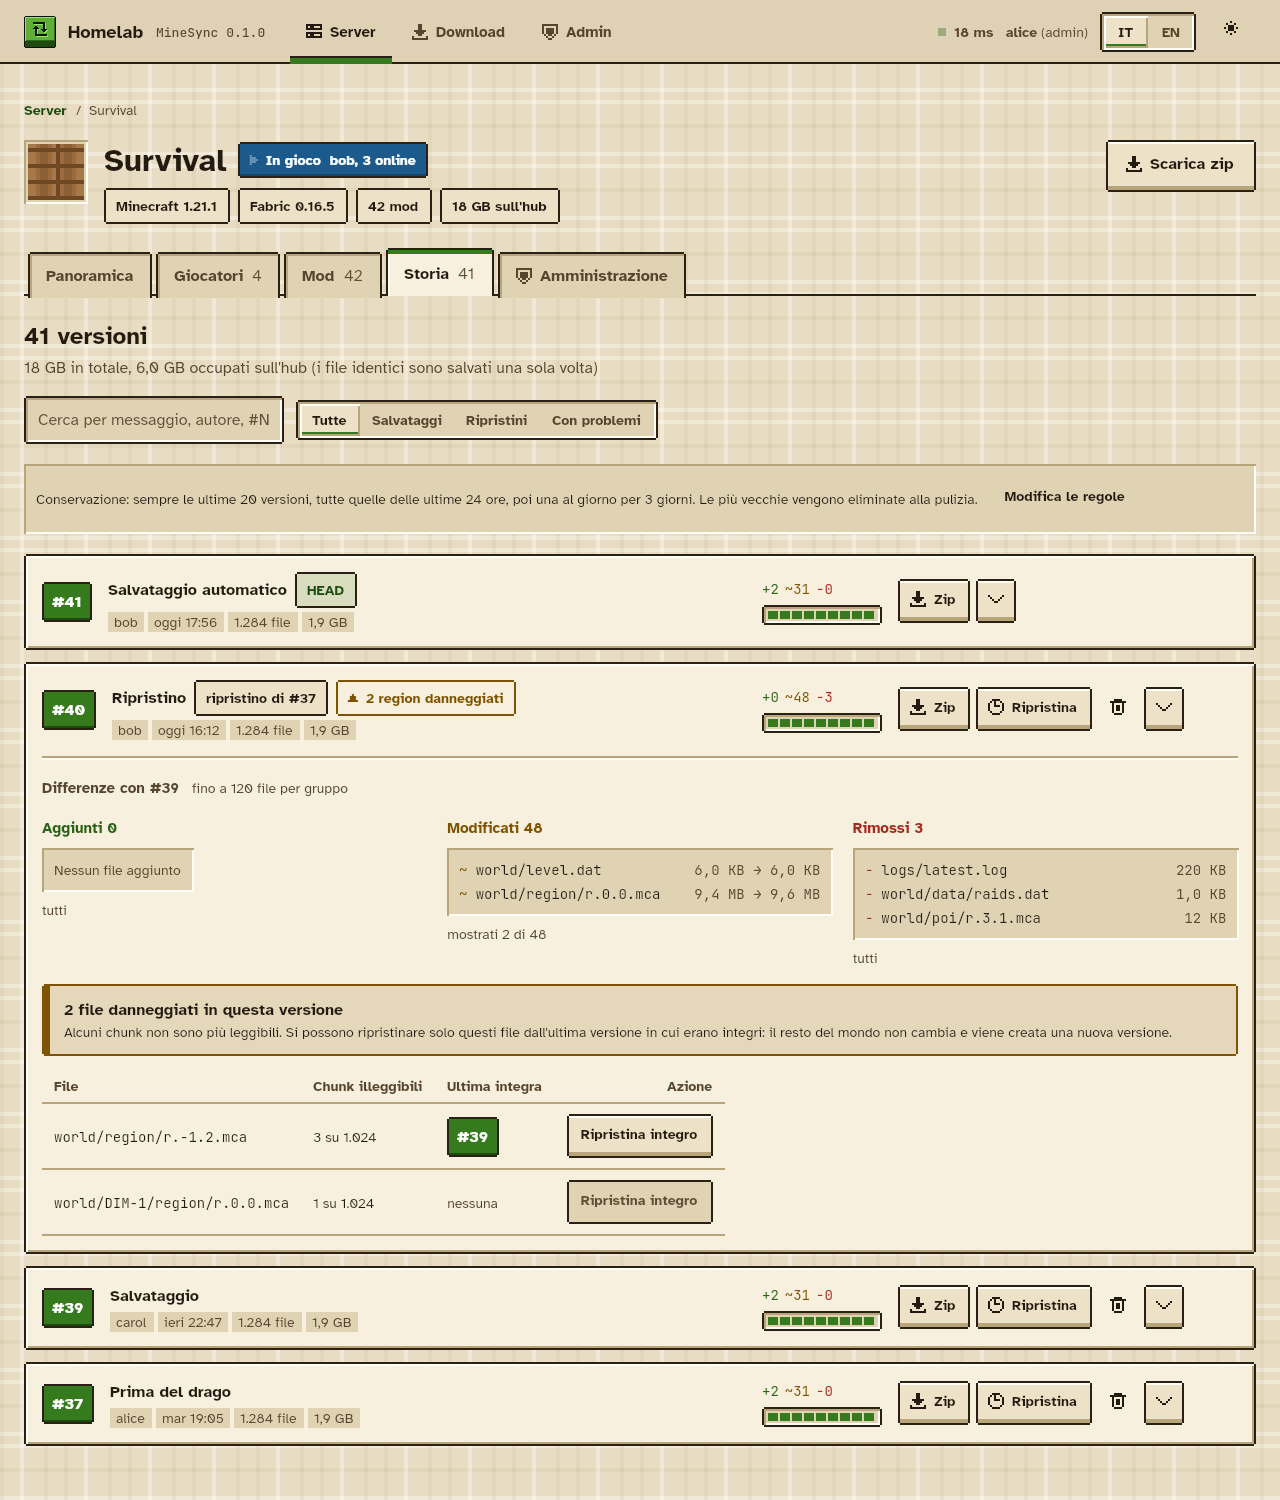 Homelab MineSync 0.1.0 Server Download Admin 18 ms alice (admin) IT EN
Server / Survival
Survival In gioco bob, 3 online Scarica zip
Minecraft 1.21.1 Fabric 0.16.5 42 mod 18 GB sull'hub
Panoramica Giocatori 4 Mod 42 Storia 41 Amministrazione
41 versioni
18 GB in totale, 6,0 GB occupati sull'hub (i file identici sono salvati una sola volta)
Cerca per messaggio, autore, #N Tutte Salvataggi Ripristini Con problemi
Conservazione: sempre le ultime 20 versioni, tutte quelle delle ultime 24 ore, poi una al giorno per 3 giorni. Le più vecchie vengono eliminate alla pulizia. Modifica le regole
#41 Salvataggio automatico HEAD +2 ~31 -0 Zip
bob oggi 17:56 1.284 file 1,9 GB
#40 Ripristino ripristino di #37 2 region danneggiati +0 ~48 -3 Zip Ripristina
bob oggi 16:12 1.284 file 1,9 GB
Differenze con #39 fino a 120 file per gruppo
Aggiunti 0 Modificati 48 Rimossi 3
Nessun file aggiunto ~ world/level.dat 6,0 KB → 6,0 KB - logs/latest.log 220 KB
~ world/region/r.0.0.mca 9,4 MB → 9,6 MB - world/data/raids.dat 1,0 KB
tutti - world/poi/r.3.1.mca 12 KB
mostrati 2 di 48
tutti
2 file danneggiati in questa versione
Alcuni chunk non sono più leggibili. Si possono ripristinare solo questi file dall'ultima versione in cui erano integri: il resto del mondo non cambia e viene creata una nuova versione.
File Chunk illeggibili Ultima integra Azione
world/region/r.-1.2.mca 3 su 1.024 #39 Ripristina integro
world/DIM-1/region/r.0.0.mca 1 su 1.024 nessuna Ripristina integro
#39 Salvataggio +2 ~31 -0 Zip Ripristina
carol ieri 22:47 1.284 file 1,9 GB
#37 Prima del drago +2 ~31 -0 Zip Ripristina
alice mar 19:05 1.284 file 1,9 GB